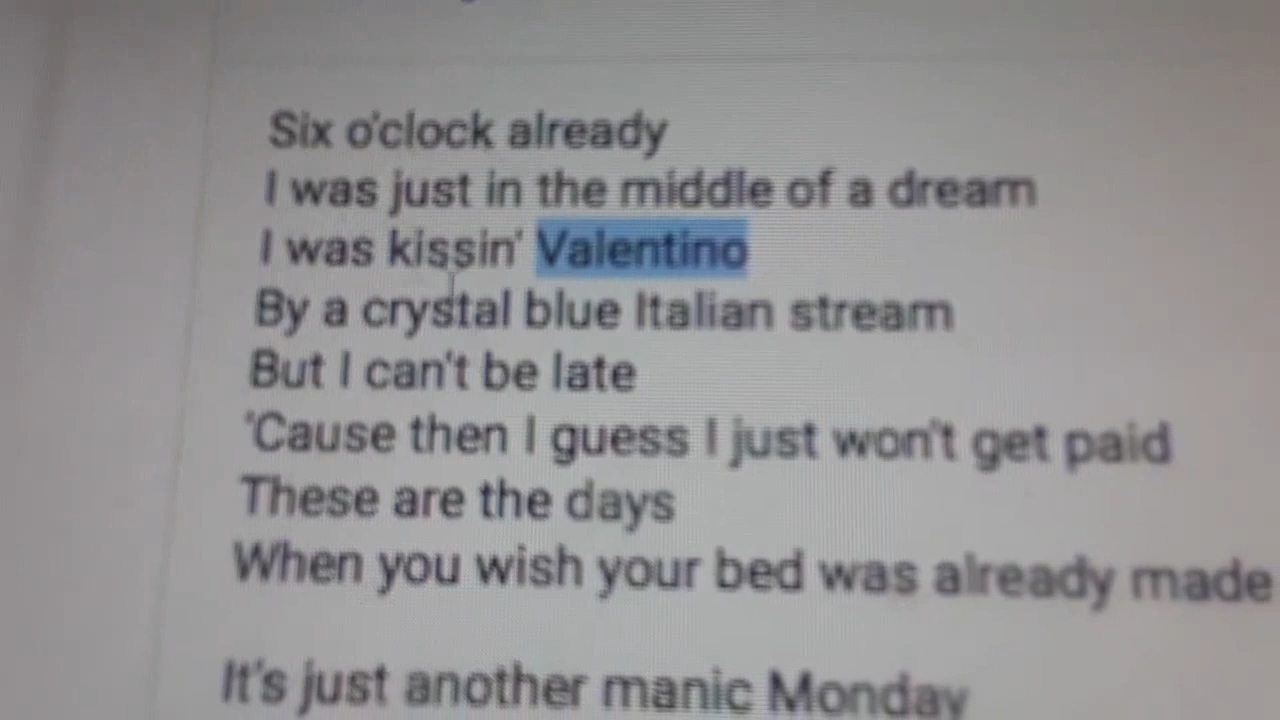 Six o'clock already
I was just in the middle of a dream
I was kissin' Valentino
By a crystal blue Italian stream
But I can't be late
'Cause then I guess I just won't get paid
These are the days
When you wish your bed was already made
It's just another manic Monday